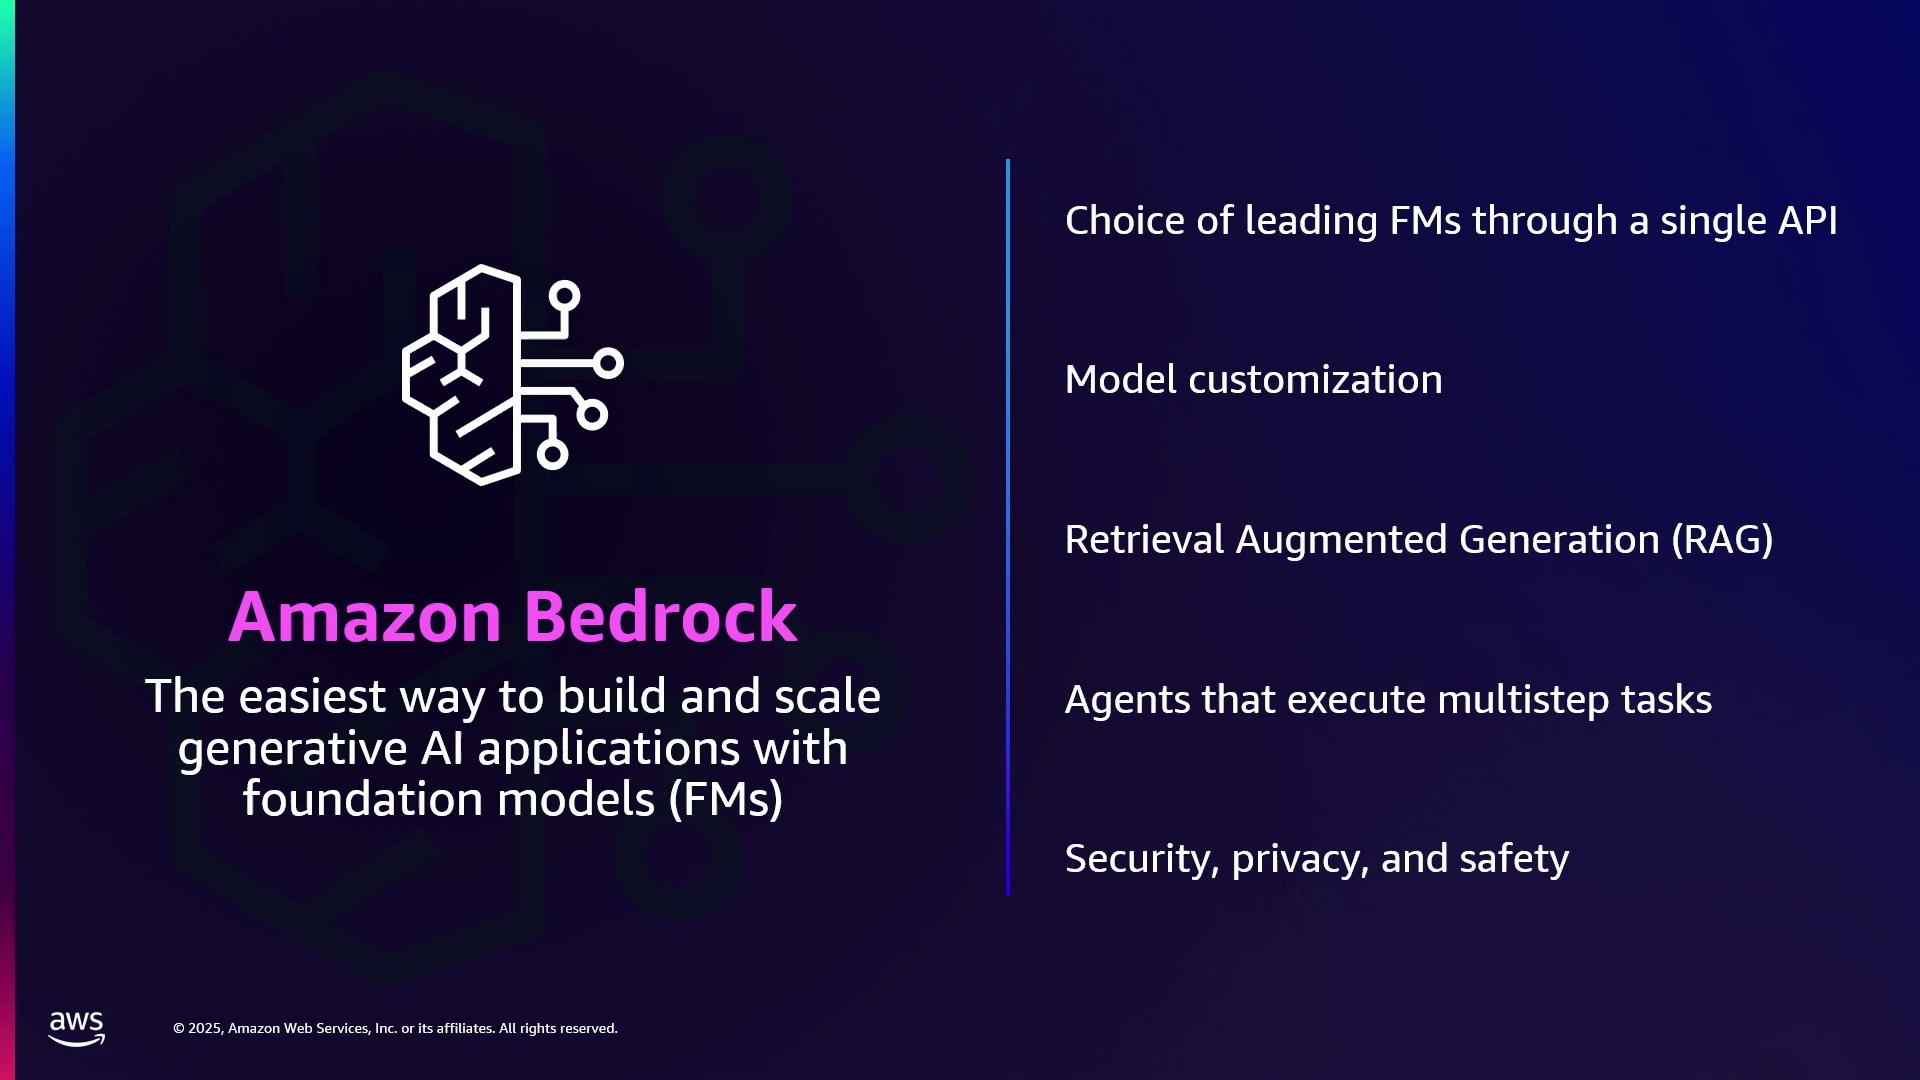 Amazon Bedrock
The easiest way to build and scale
generative AI applications with
foundation models (FMs)
Choice of leading FMs through a single API
Model customization
Retrieval Augmented Generation (RAG)
Agents that execute multistep tasks
Security, privacy, and safety
aws
© 2025, Amazon Web Services, Inc. or its affiliates. All rights reserved.